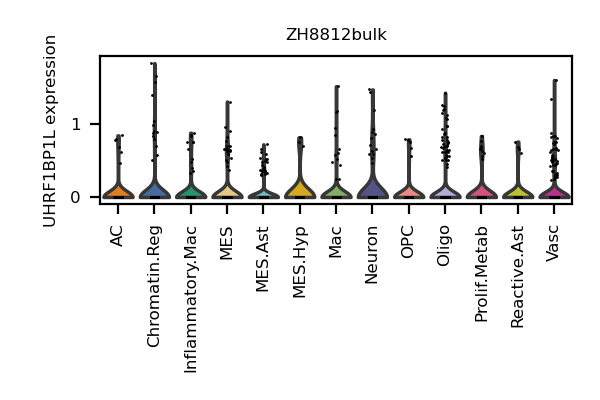 ZH8812bulk
UHRF1BP1L expression
1
0
AC
Chromatin.Reg
Inflammatory.Mac
MES
MES.Ast
MES.Hyp
Mac
Neuron
OPC
Oligo
Prolif.Metab
Reactive.Ast
Vasc